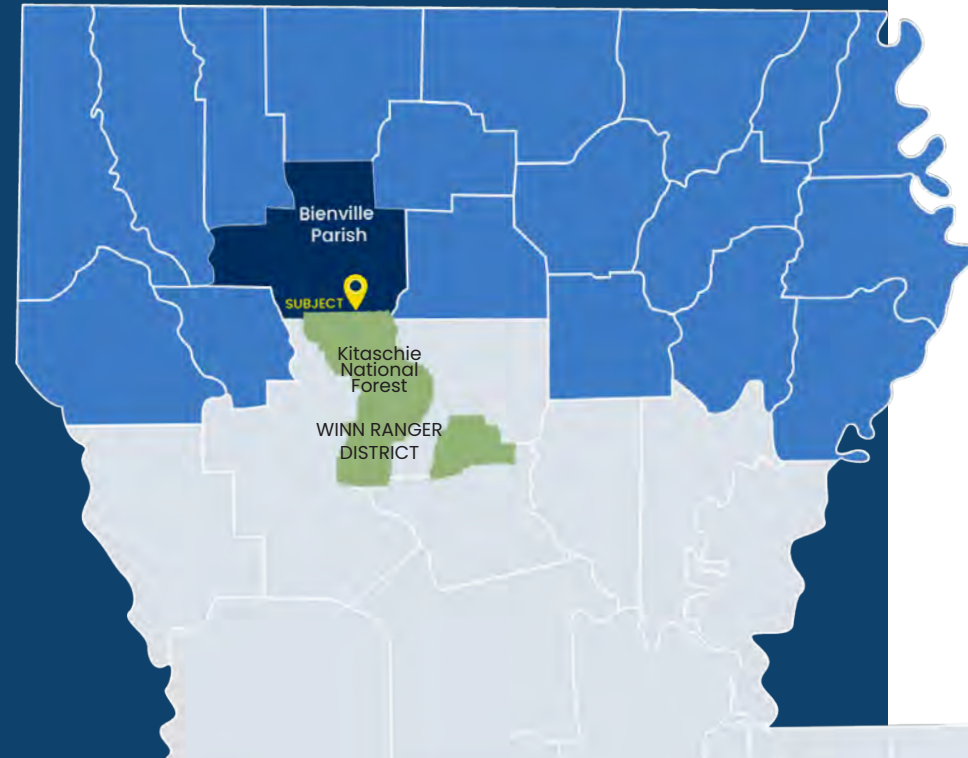 Bienville
Parish
SUBJECT
Kitaschie
National
Forest
WINN RANGER
DISTRICT